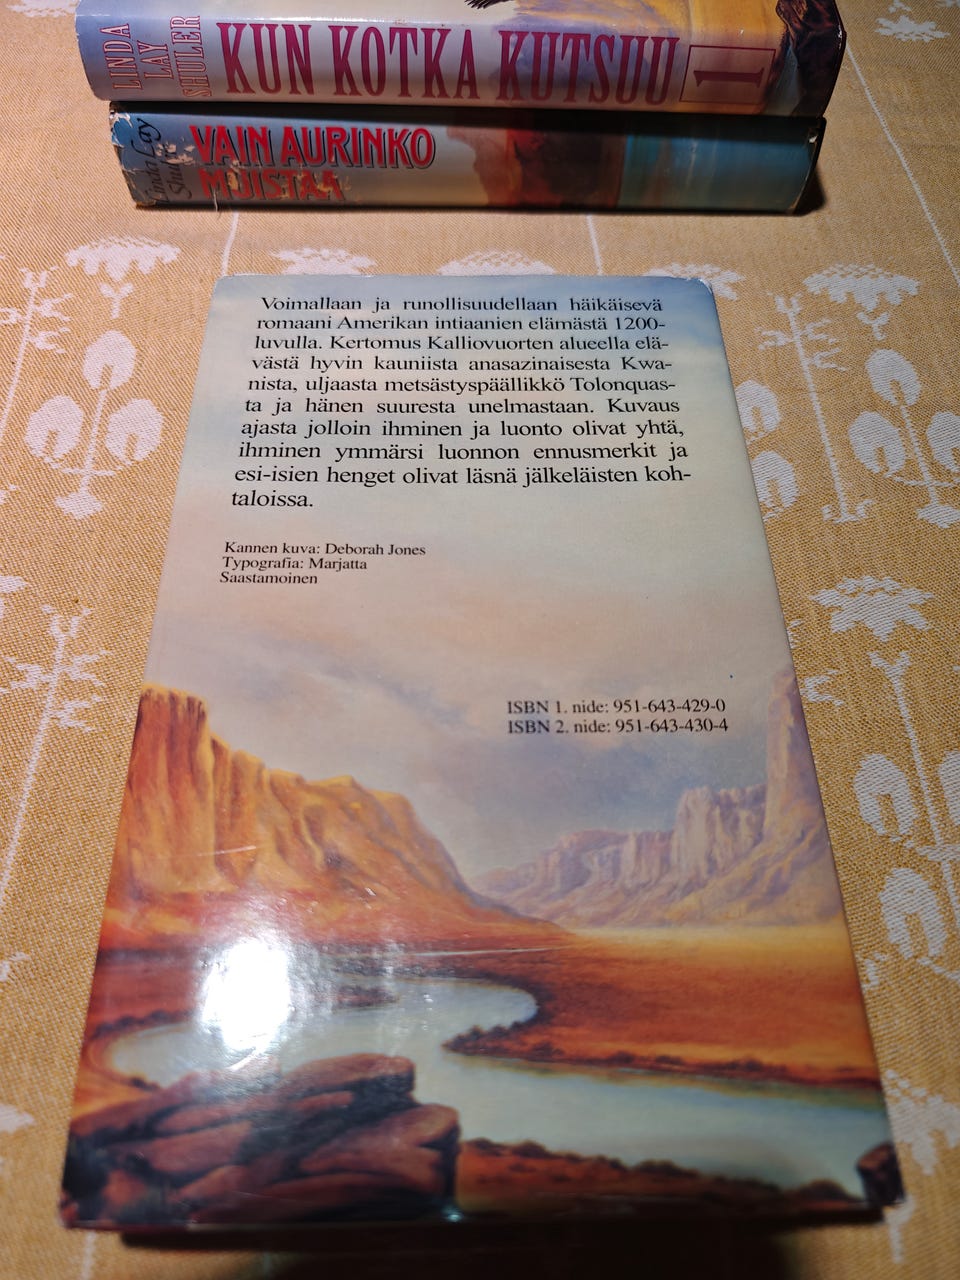 LINDA
LAY
SHULER
KUN KOTKA KUTSUU
1
Linda Lay
VAIN AURINKO
MUISTAA
Voimallaan ja runollisuudellaan häikäisevä
romaani Amerikan intiaanien elämästä 1200-
luvulla. Kertomus Kalliovuorten alueella elä-
västä hyvin kauniista anasazinaisesta Kwa-
nista, uljaasta metsästyspäällikkö Tolonquas-
ta ja hänen suuresta unelmastaan. Kuvaus
ajasta jolloin ihminen ja luonto olivat yhtä,
ihminen ymmärsi luonnon ennusmerkit ja
esi-isien henget olivat läsnä jälkeläisten koh-
taloissa.
Kannen kuva: Deborah Jones
Typografia: Marjatta
Saastamoinen
ISBN 1. nide: 951-643-429-0
ISBN 2. nide: 951-643-430-4